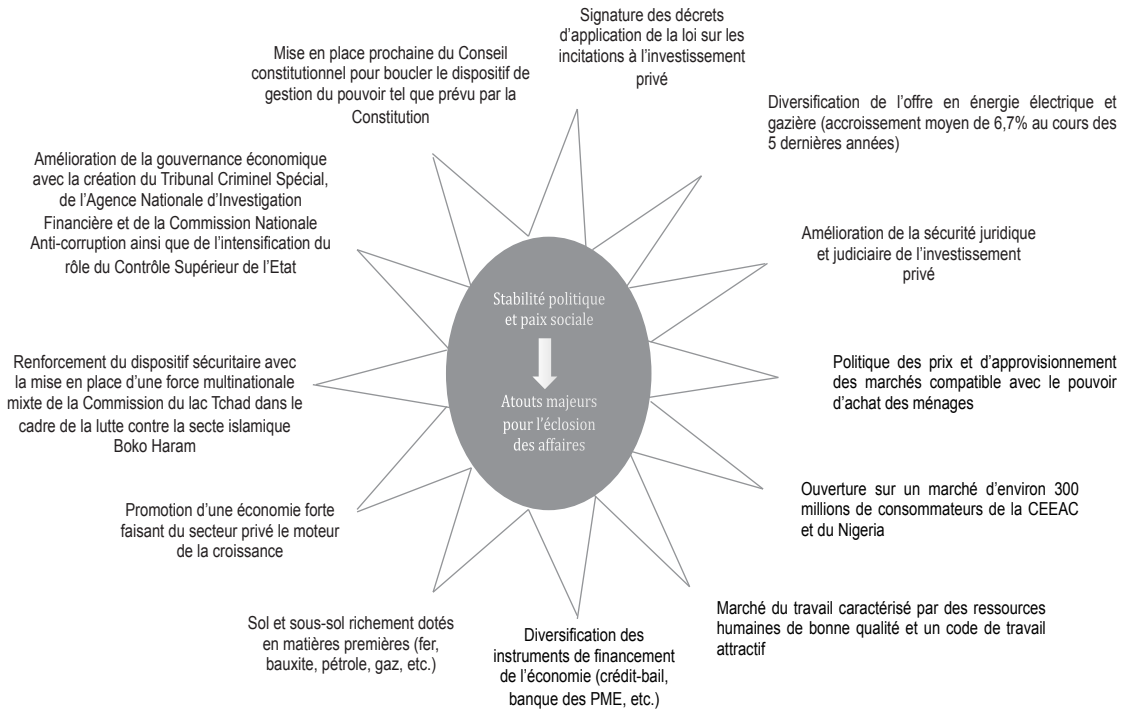 Signature des décrets
d'application de la loi sur les
incitations à l'investissement
privé
Mise en place prochaine du Conseil
constitutionnel pour boucler le dispositif de
gestion du pouvoir tel que prévu par la
Constitution
Diversification de l'offre en énergie électrique et
gazière (accroissement moyen de 6,7% au cours des
5 dernières années)
Amélioration de la gouvernance économique
avec la création du Tribunal Criminel Spécial,
de l'Agence Nationale d'Investigation
Financière et de la Commission Nationale
Anti-corruption ainsi que de l'intensification du
rôle du Contrôle Supérieur de l'Etat
Amélioration de la sécurité juridique
et judiciaire de l'investissement
privé
Stabilité politique
et paix sociale
Atouts majeurs
pour l'éclosion
des affaires
Renforcement du dispositif sécuritaire avec
la mise en place d'une force multinationale
mixte de la Commission du lac Tchad dans le
cadre de la lutte contre la secte islamique
Boko Haram
Politique des prix et d'approvisionnement
des marchés compatible avec le pouvoir
d'achat des ménages
Promotion d'une économie forte
faisant du secteur privé le moteur
de la croissance
Ouverture sur un marché d'environ 300
millions de consommateurs de la CEEAC
et du Nigeria
Sol et sous-sol richement dotés
en matières premières (fer,
bauxite, pétrole, gaz, etc.)
Diversification des
instruments de financement
de l'économie (crédit-bail,
banque des PME, etc.)
Marché du travail caractérisé par des ressources
humaines de bonne qualité et un code de travail
attractif